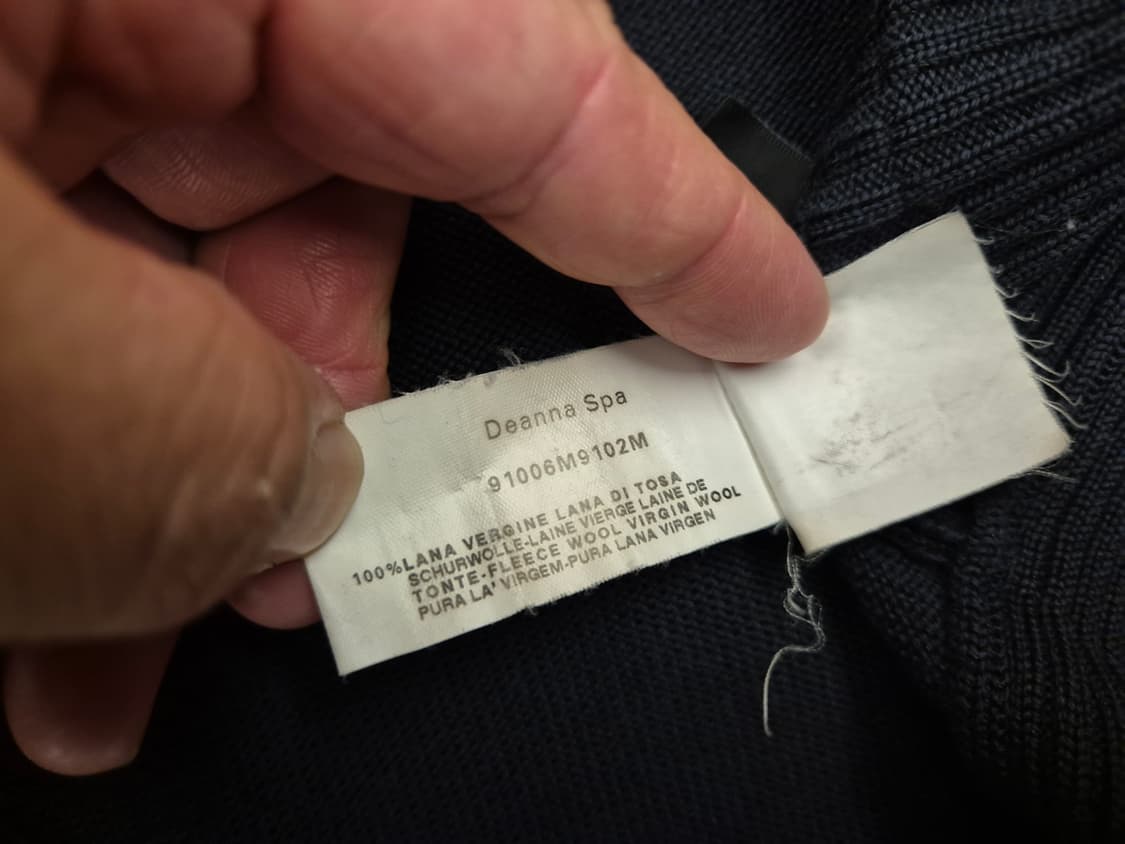 Deanna Spa
91006M9102M
100%LANA VERGINE LANA DI TOSA
SCHURWOLLE-LAINE VIERGE LAINE DE
TONTE-FLEECE WOOL VIRGIN WOOL
PURA LA' VIRGEM-PURA LANA VIRGEN